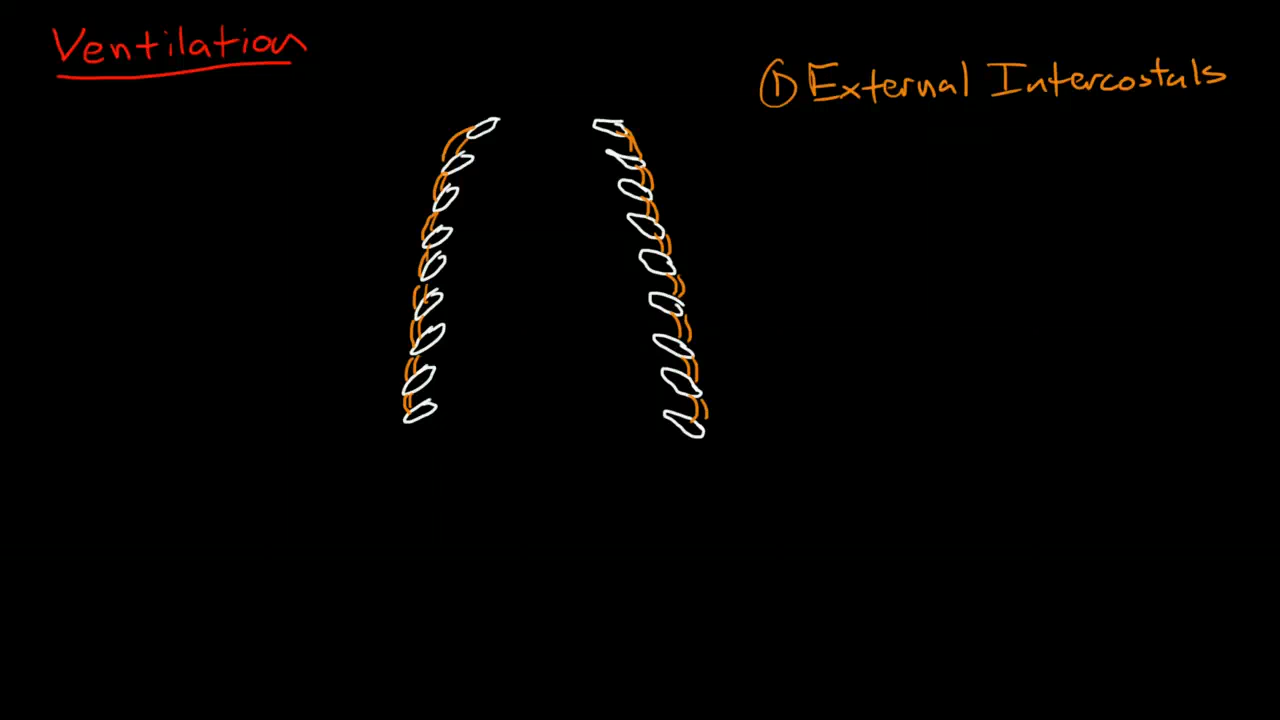 Ventilation
① External Intercostals